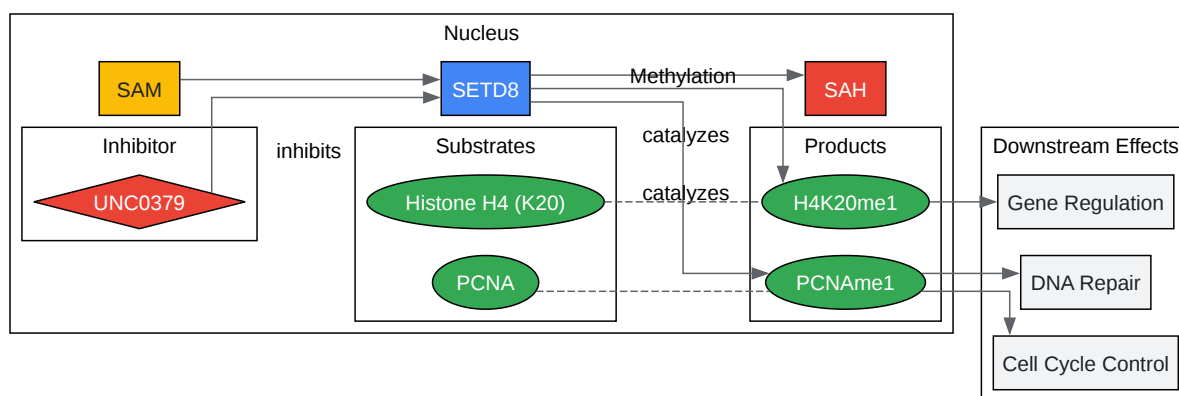 Nucleus
SAM
SETD8
Methylation
SAH
Inhibitor
inhibits
Substrates
catalyzes
Products
Downstream Effects
UNC0379
Histone H4 (K20)
catalyzes
H4K20me1
Gene Regulation
PCNA
PCNAme1
DNA Repair
Cell Cycle Control